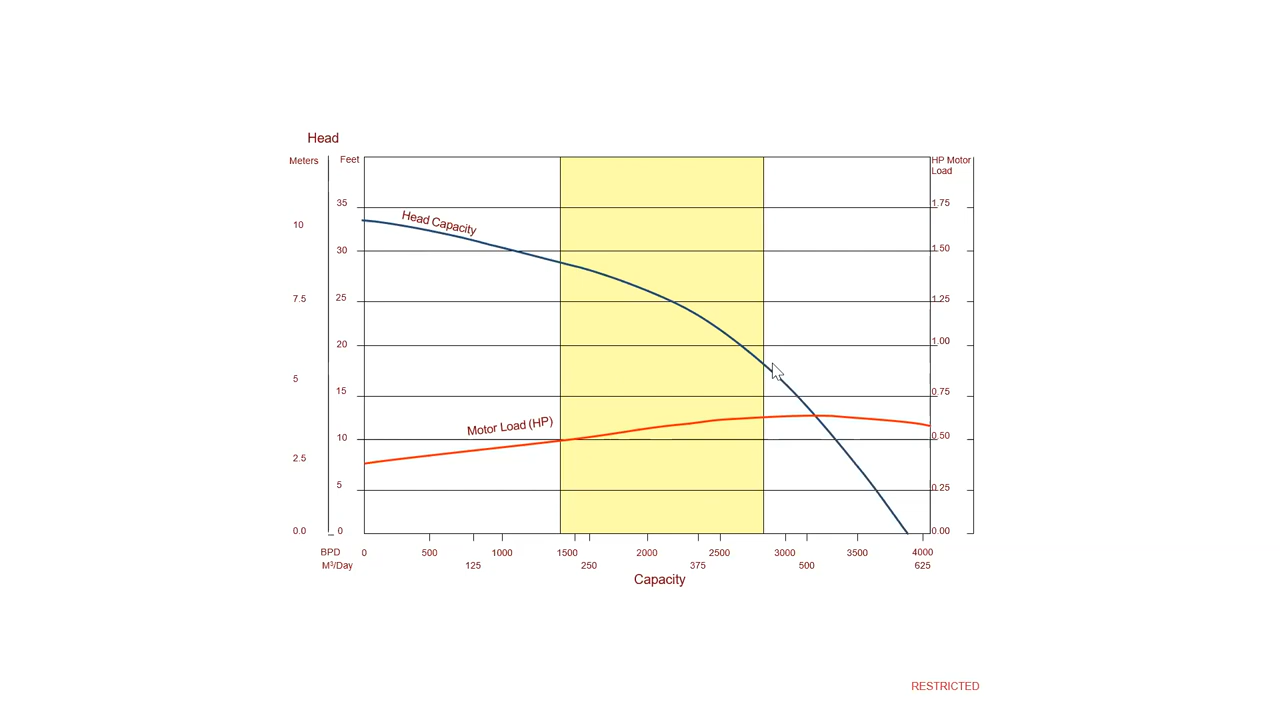 Head
Meters Feet HP Motor
Load
35 1.75
10
Head Capacity
30 1.50
7.5 25 1.25
20 1.00
5
15 0.75
Motor Load (HP)
10 0.50
2.5
5 0.25
0.0 0 0.00
BPD 0 500 1000 1500 2000 2500 3000 3500 4000
M³/Day 125 250 375 500 625
Capacity
RESTRICTED